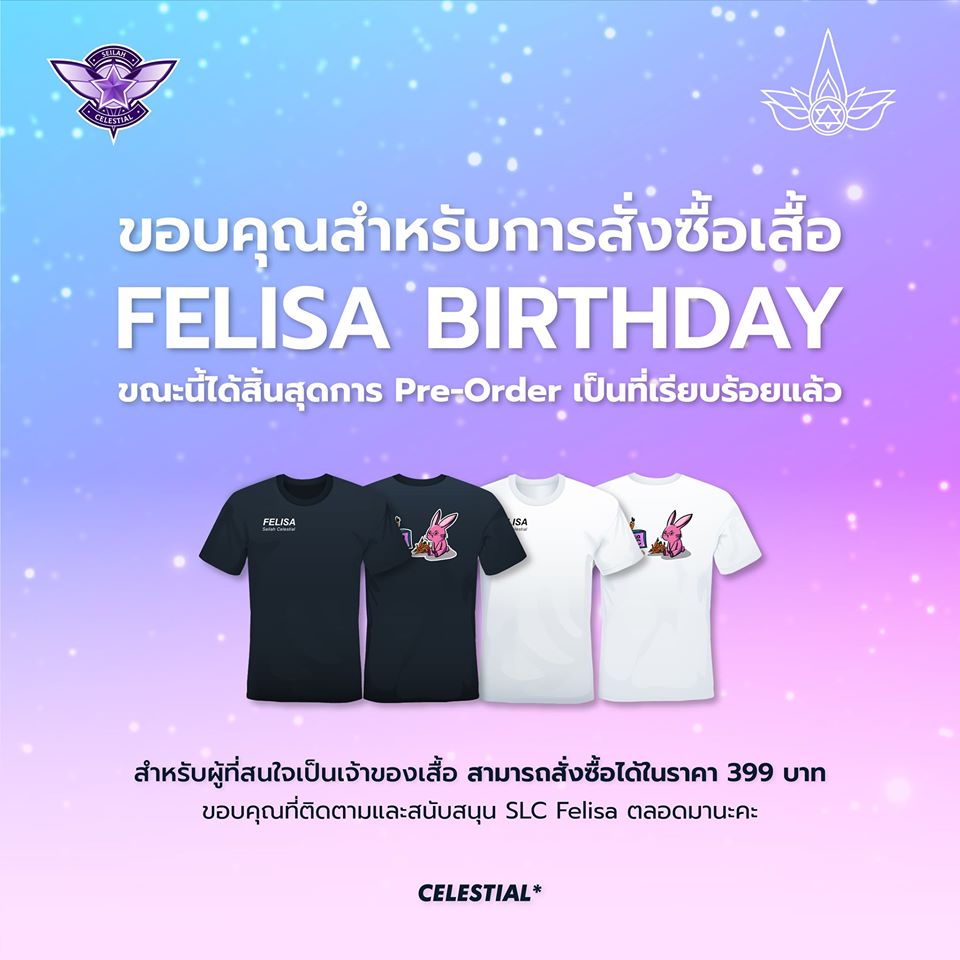 SEILAH
CELESTIAL
ขอบคุณสำหรับการสั่งซื้อเสื้อ
FELISA BIRTHDAY
ขณะนี้ได้สิ้นสุดการ Pre-Order เป็นที่เรียบร้อยแล้ว
FELISA
Seilah Celestial
ISA
Celestial
สำหรับผู้ที่สนใจเป็นเจ้าของเสื้อ สามารถสั่งซื้อได้ในราคา 399 บาท
ขอบคุณที่ติดตามและสนับสนุน SLC Felisa ตลอดมานะคะ
CELESTIAL*